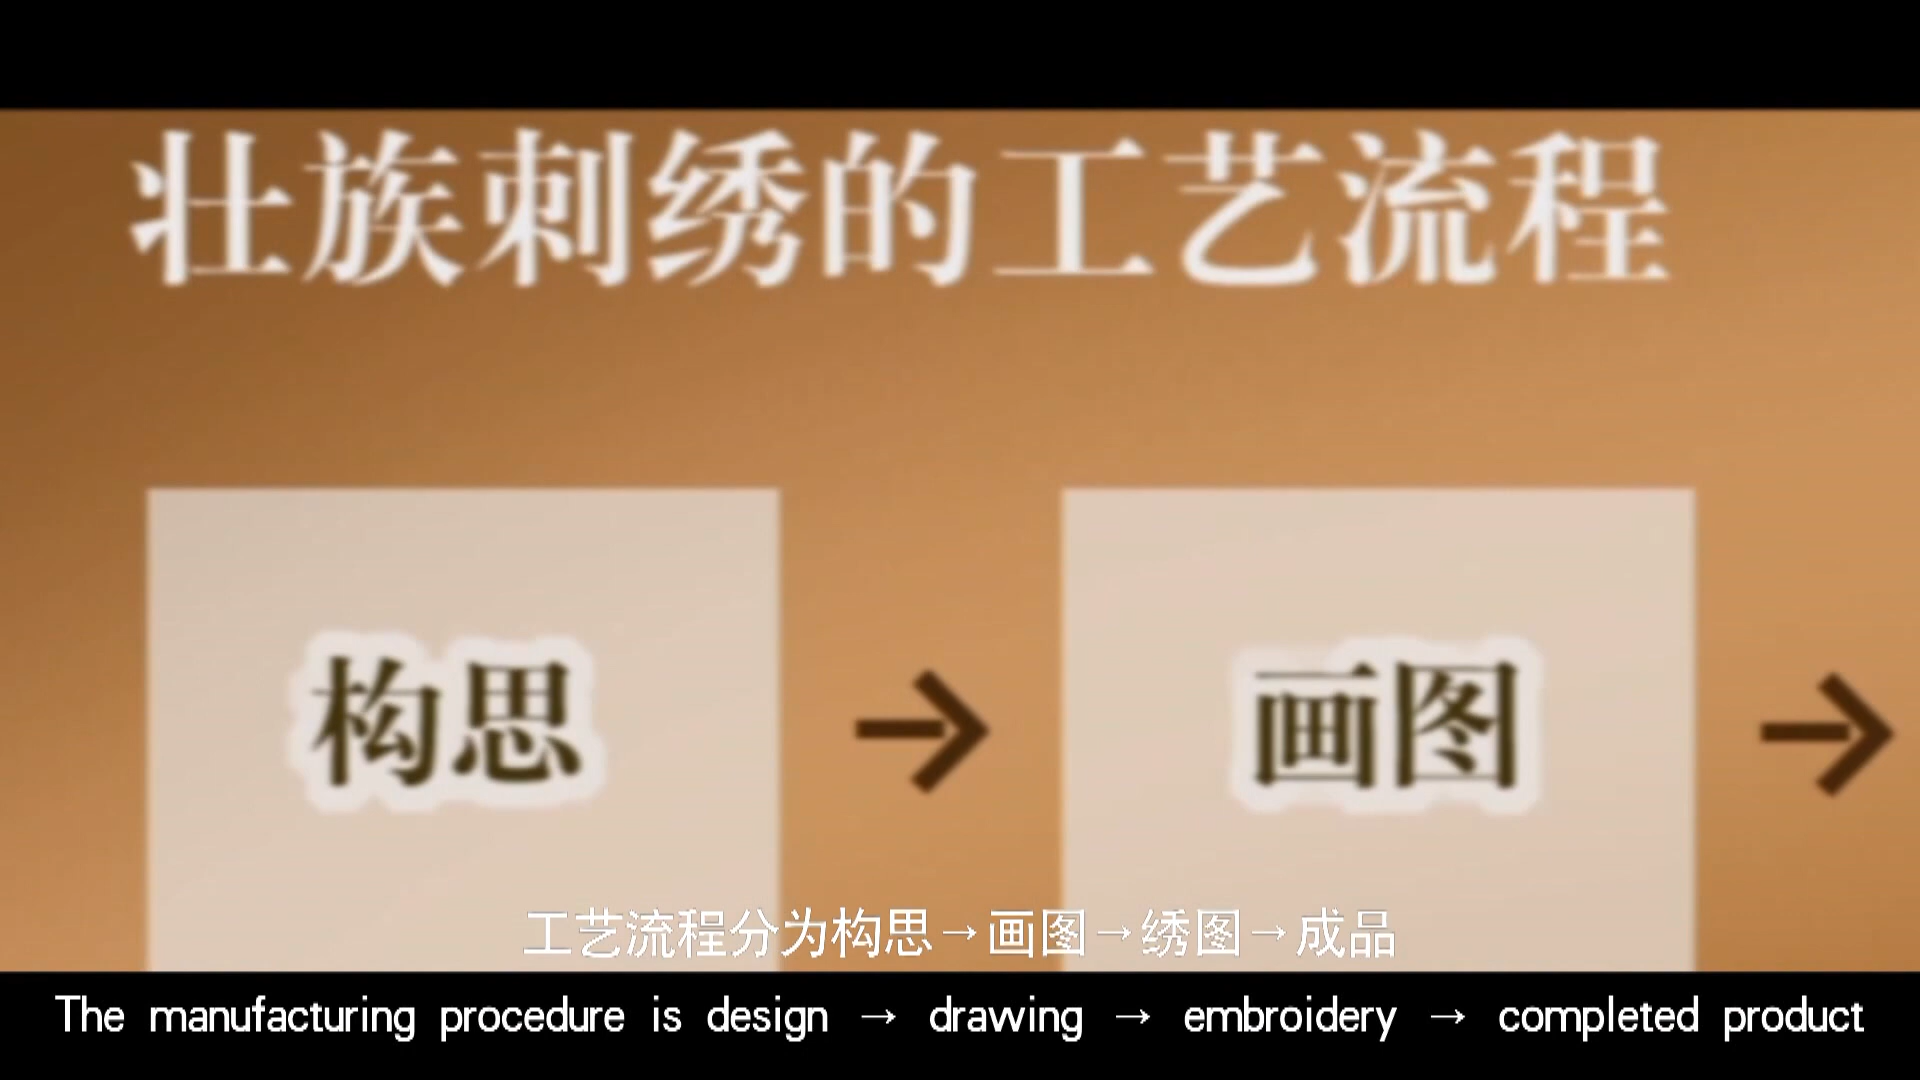 壮族刺绣的工艺流程
构思 → 画图 →
工艺流程分为构思→画图→绣图→成品
The manufacturing procedure is design → drawing → embroidery → completed product